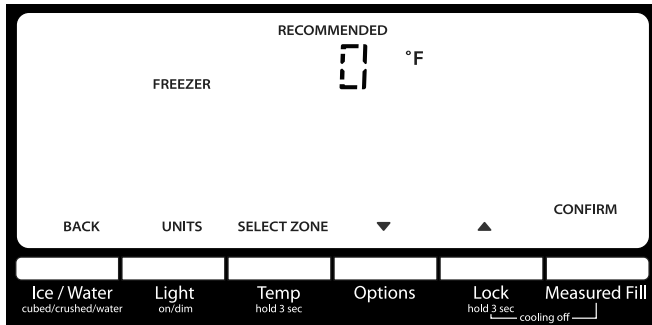 RECOMMENDED
0 °F
FREEZER
CONFIRM
BACK UNITS SELECT ZONE ▼ ▲
Ice / Water Light Temp Options Lock Measured Fill
cubed/crushed/water on/dim hold 3 sec hold 3 sec
cooling off